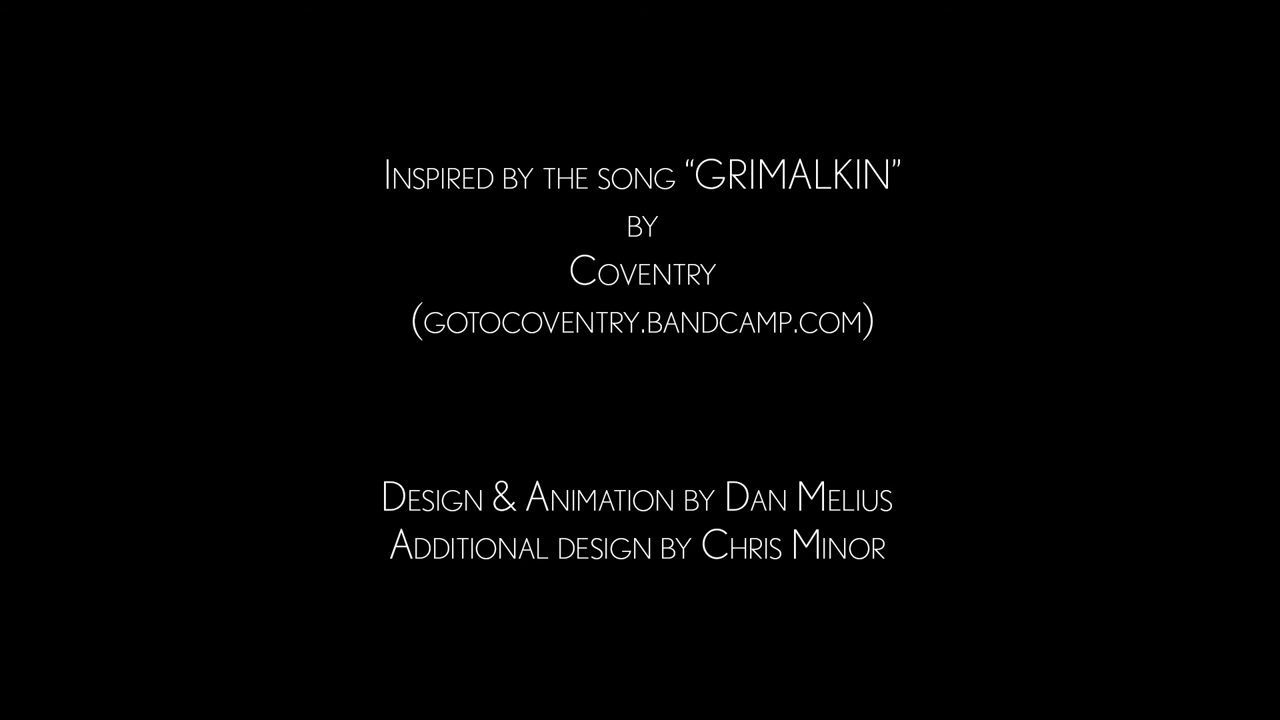 Inspired by the song “GRIMALKIN”
by
Coventry
(gotocoventry.bandcamp.com)
Design & Animation by Dan Melius
Additional design by Chris Minor